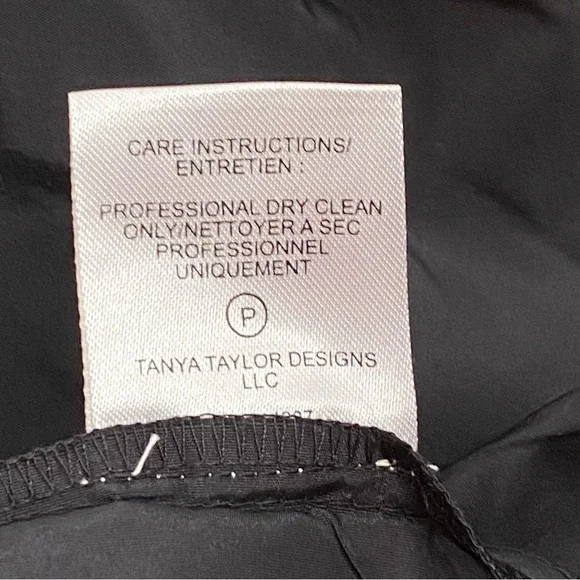 CARE INSTRUCTIONS/
ENTRETIEN :
PROFESSIONAL DRY CLEAN
ONLY/NETTOYER A SEC
PROFESSIONNEL
UNIQUEMENT
P
TANYA TAYLOR DESIGNS
LLC